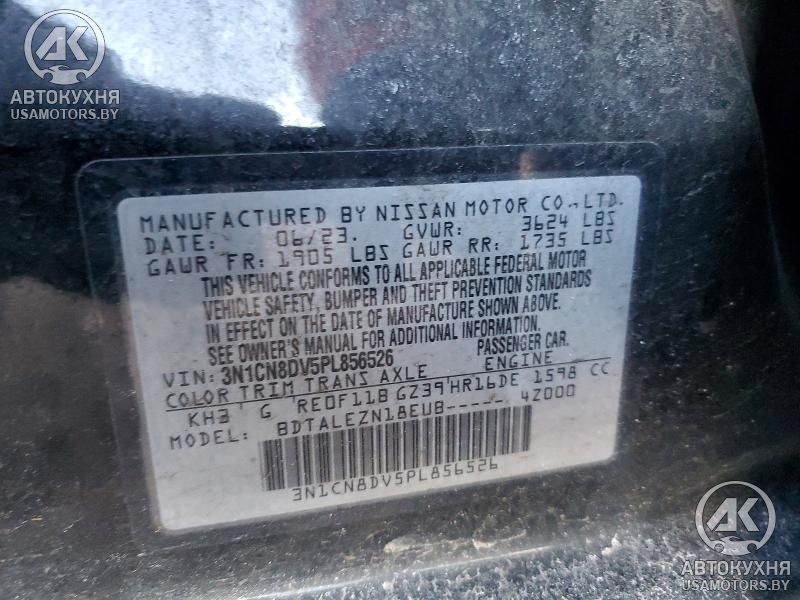 AK
АВТОКУХНЯ
USAMOTORS.BY
MANUFACTURED BY NISSAN MOTOR CO.,LTD.
DATE: 06/23. GVWR: 3624 LBS
GAWR FR: 1905 LBS GAWR RR: 1735 LBS
THIS VEHICLE CONFORMS TO ALL APPLICABLE FEDERAL MOTOR
VEHICLE SAFETY, BUMPER AND THEFT PREVENTION STANDARDS
IN EFFECT ON THE DATE OF MANUFACTURE SHOWN ABOVE.
SEE OWNER'S MANUAL FOR ADDITIONAL INFORMATION.
VIN: 3N1CN8DV5PL856526 PASSENGER CAR.
COLOR TRIM TRANS AXLE ENGINE
KH3 G RE0F11B GZ39 HR16DE 1598 CC
MODEL: BDTALEZN18EUB----- 4Z000
3N1CN8DV5PL856526
AK
АВТОКУХНЯ
USAMOTORS.BY